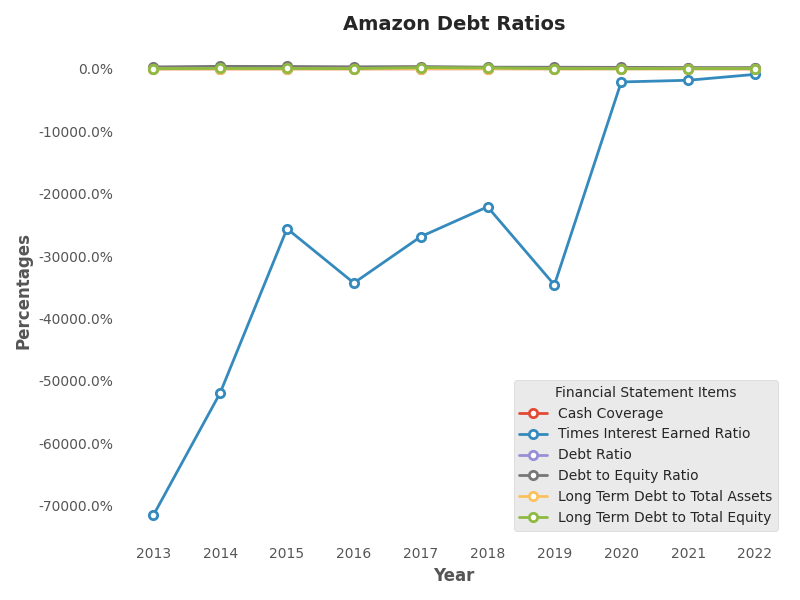 Amazon Debt Ratios
0.0%
-10000.0%
-20000.0%
-30000.0%
-40000.0%
-50000.0%
-60000.0%
-70000.0%
Percentages
Financial Statement Items
Cash Coverage
Times Interest Earned Ratio
Debt Ratio
Debt to Equity Ratio
Long Term Debt to Total Assets
Long Term Debt to Total Equity
2013 2014 2015 2016 2017 2018 2019 2020 2021 2022
Year